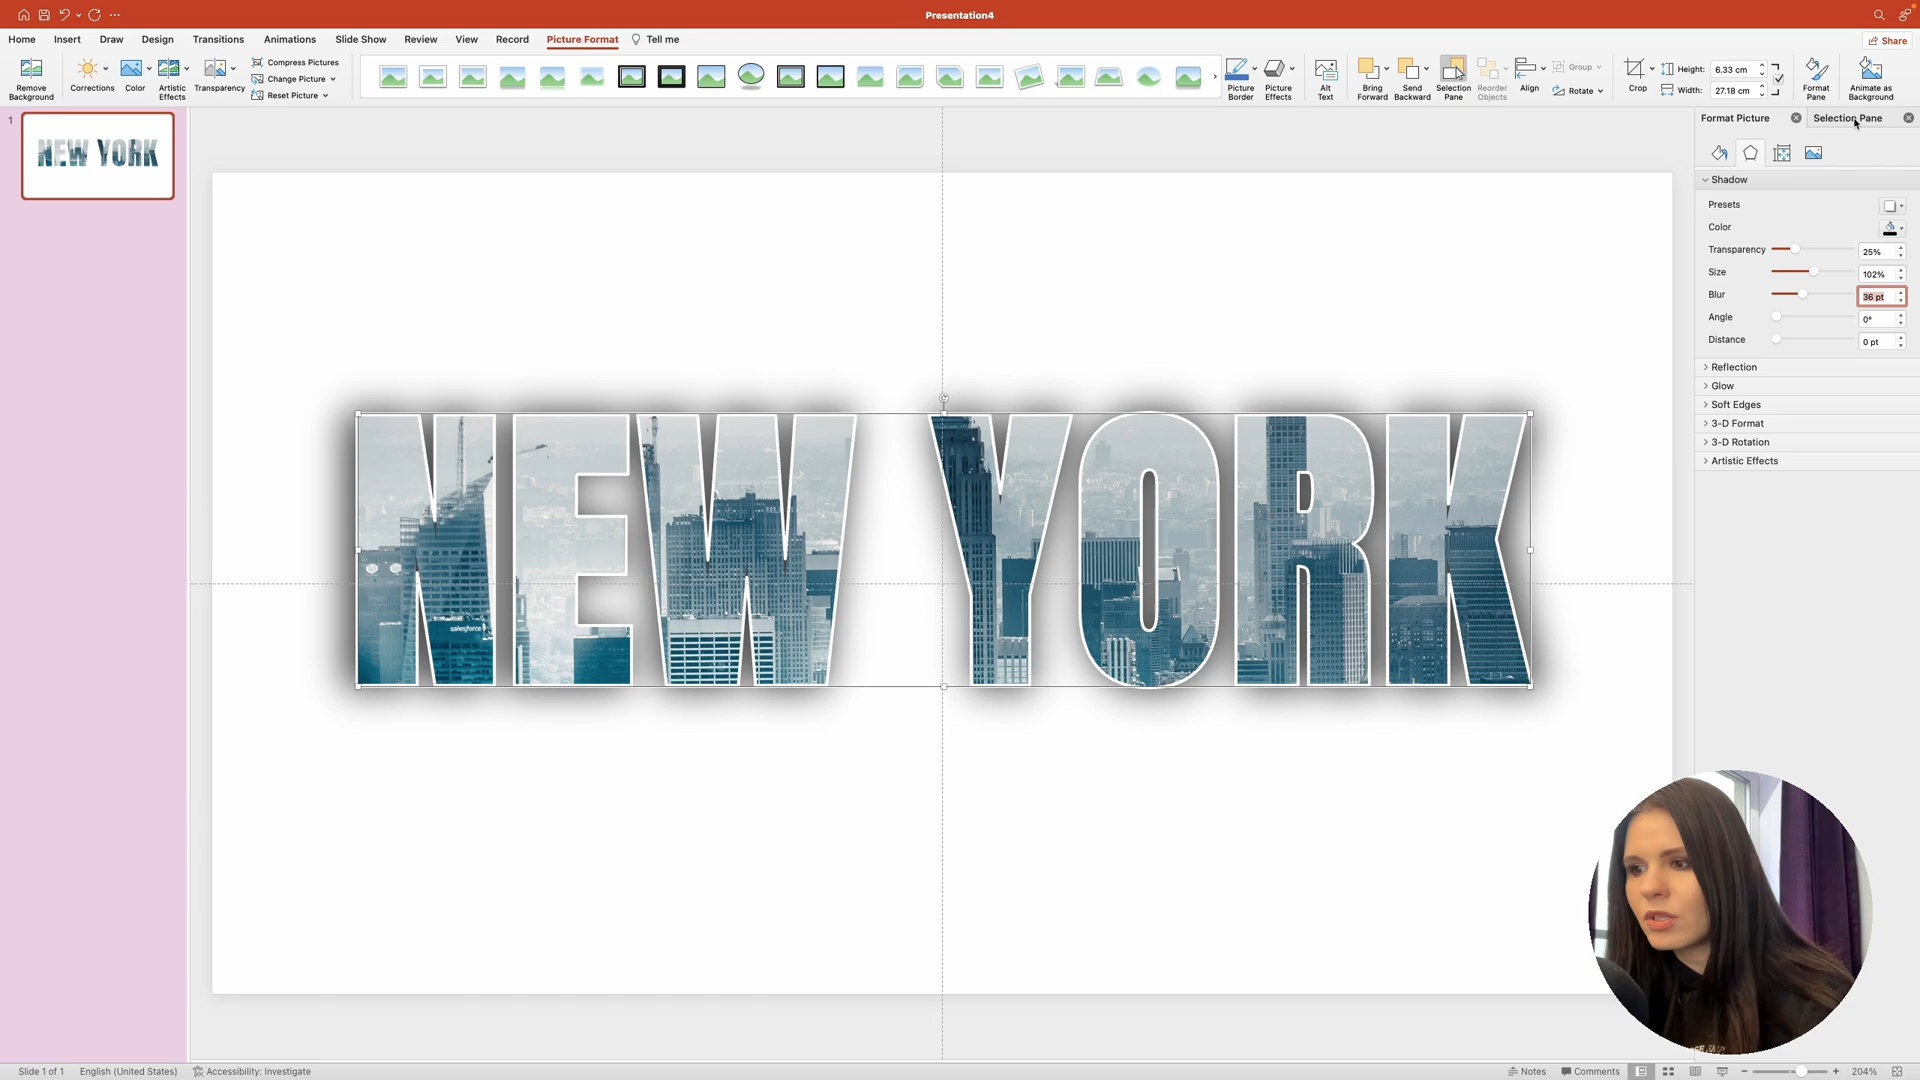 Presentation4
Home Insert Draw Design Transitions Animations Slide Show Review View Record Picture Format Tell me Share
Remove Background
Corrections
Color
Artistic Effects
Transparency
Compress Pictures
Change Picture
Reset Picture
Picture Border
Picture Effects
Alt Text
Bring Forward
Send Backward
Selection Pane
Reorder Objects
Align
Group
Rotate
Crop
Height: 6.33 cm
Width: 27.18 cm
Format Pane
Animate as Background
1
NEW YORK
Format Picture Selection Pane
Shadow
Presets
Color
Transparency 25%
Size 102%
Blur 36 pt
Angle 0°
Distance 0 pt
Reflection
Glow
Soft Edges
3-D Format
3-D Rotation
Artistic Effects
NEW YORK
salesforce
Slide 1 of 1 English (United States) Accessibility: Investigate Notes Comments 204%